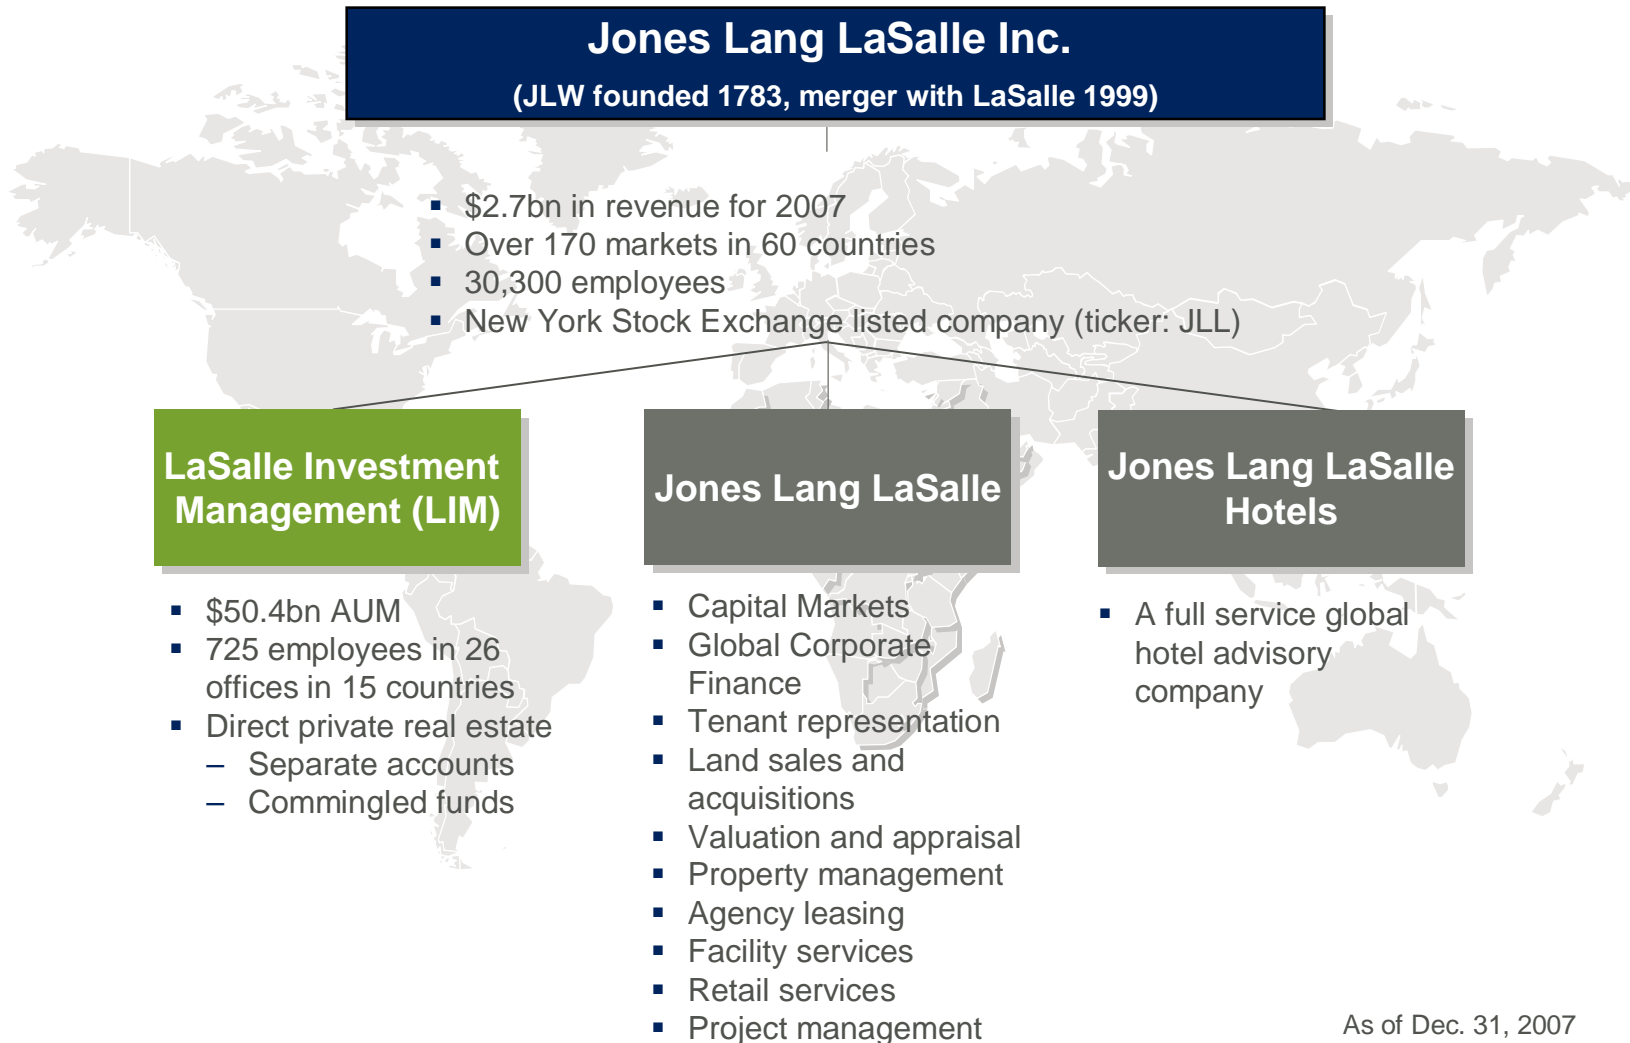 Jones Lang LaSalle Inc.
(JLW founded 1783, merger with LaSalle 1999)
▪ $2.7bn in revenue for 2007
▪ Over 170 markets in 60 countries
▪ 30,300 employees
▪ New York Stock Exchange listed company (ticker: JLL)
LaSalle Investment
Management (LIM)
▪ $50.4bn AUM
▪ 725 employees in 26
offices in 15 countries
▪ Direct private real estate
– Separate accounts
– Commingled funds
Jones Lang LaSalle
▪ Capital Markets
▪ Global Corporate
Finance
▪ Tenant representation
▪ Land sales and
acquisitions
▪ Valuation and appraisal
▪ Property management
▪ Agency leasing
▪ Facility services
▪ Retail services
▪ Project management
Jones Lang LaSalle
Hotels
▪ A full service global
hotel advisory
company
As of Dec. 31, 2007